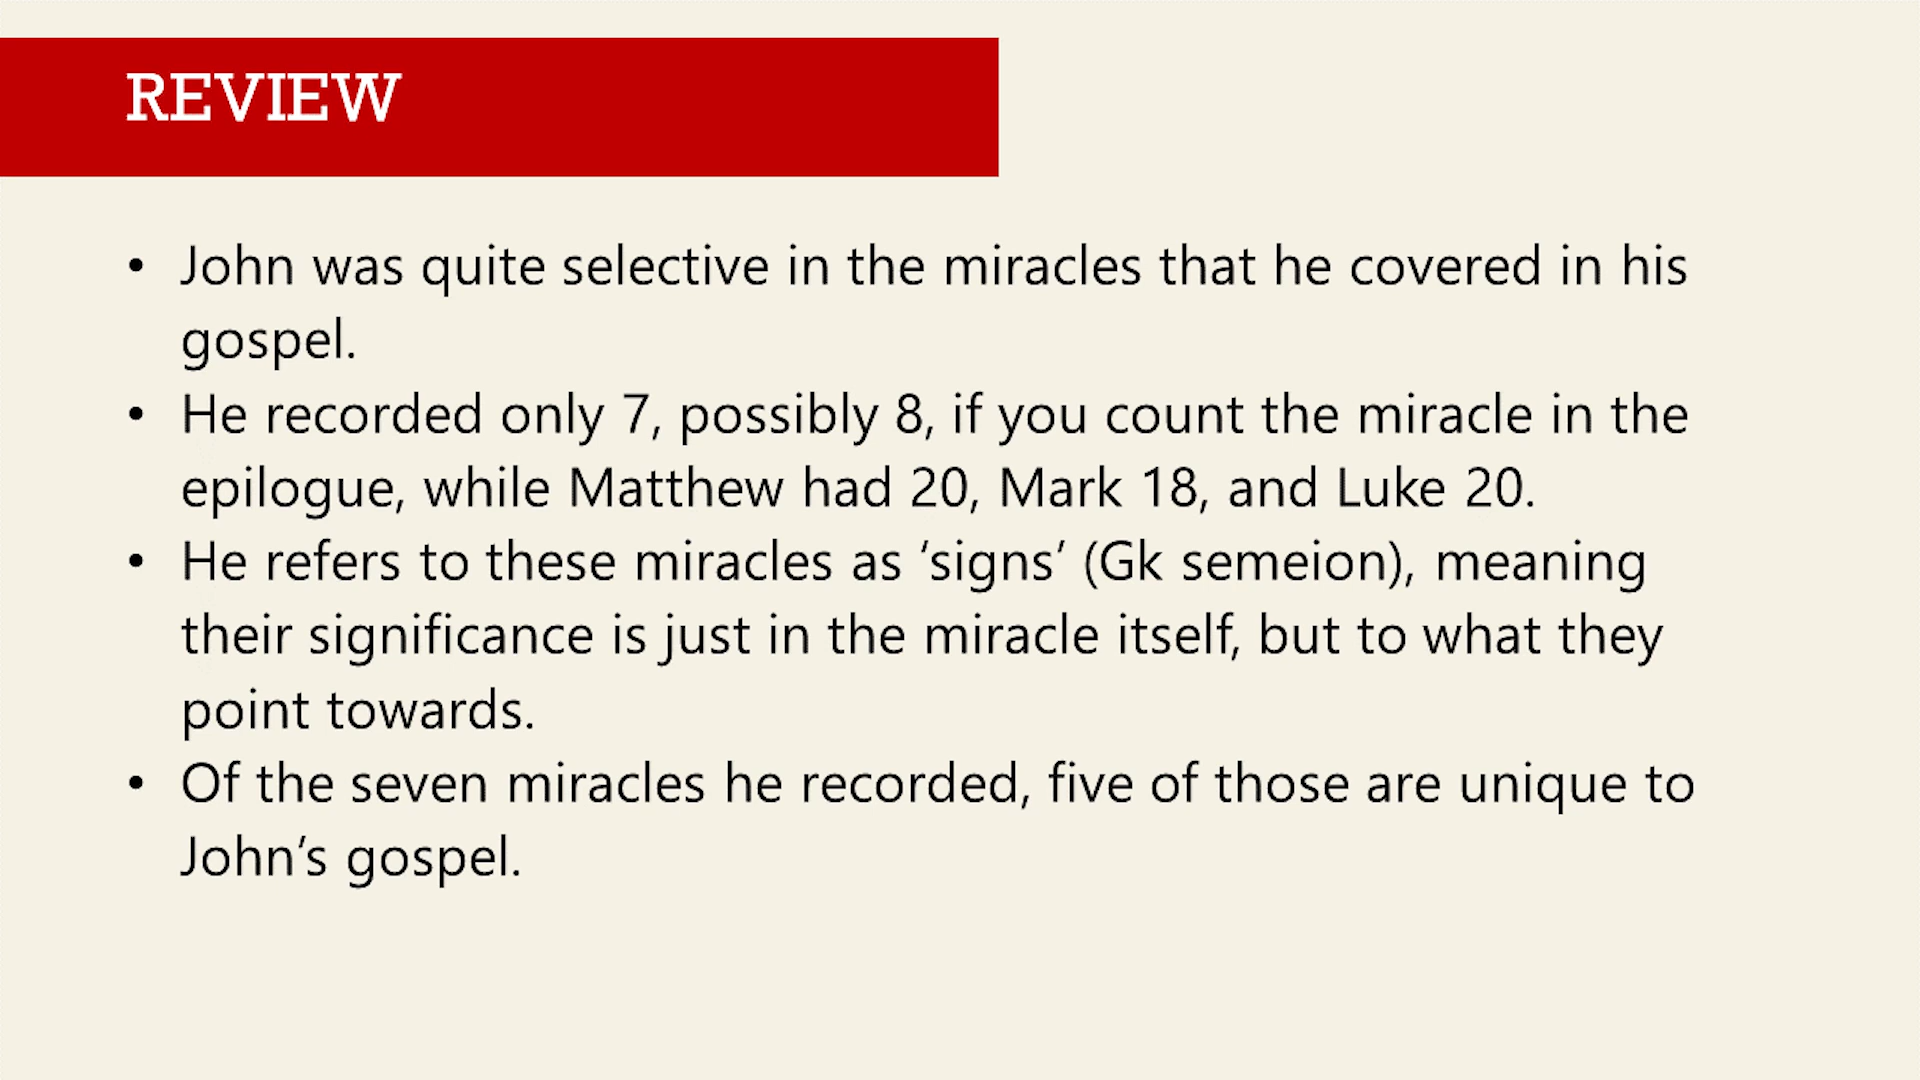 REVIEW
• John was quite selective in the miracles that he covered in his
gospel.
• He recorded only 7, possibly 8, if you count the miracle in the
epilogue, while Matthew had 20, Mark 18, and Luke 20.
• He refers to these miracles as ‘signs’ (Gk semeion), meaning
their significance is just in the miracle itself, but to what they
point towards.
• Of the seven miracles he recorded, five of those are unique to
John’s gospel.